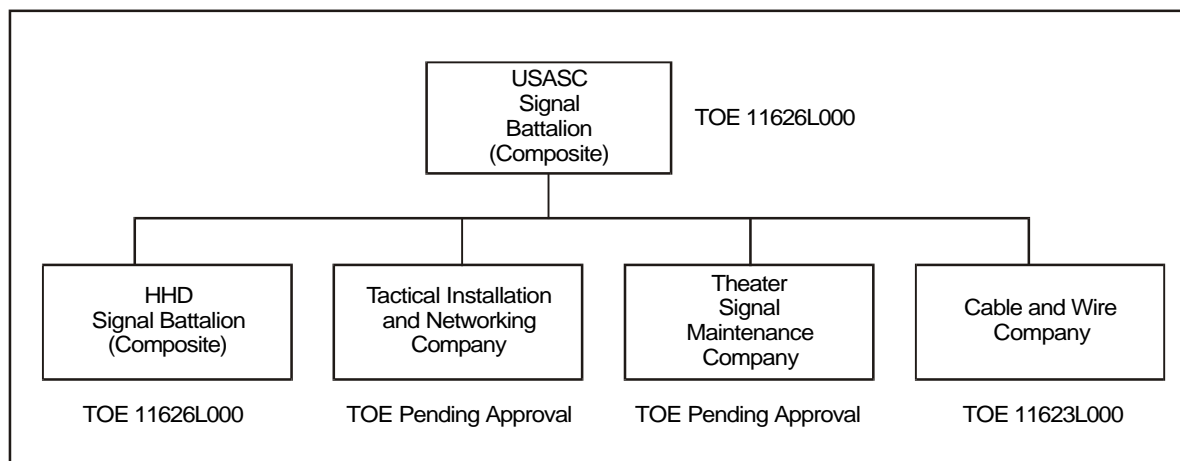 USASC
Signal
Battalion
(Composite)
TOE 11626L000
HHD
Signal Battalion
(Composite)
TOE 11626L000
Tactical Installation
and Networking
Company
TOE Pending Approval
Theater
Signal
Maintenance
Company
TOE Pending Approval
Cable and Wire
Company
TOE 11623L000